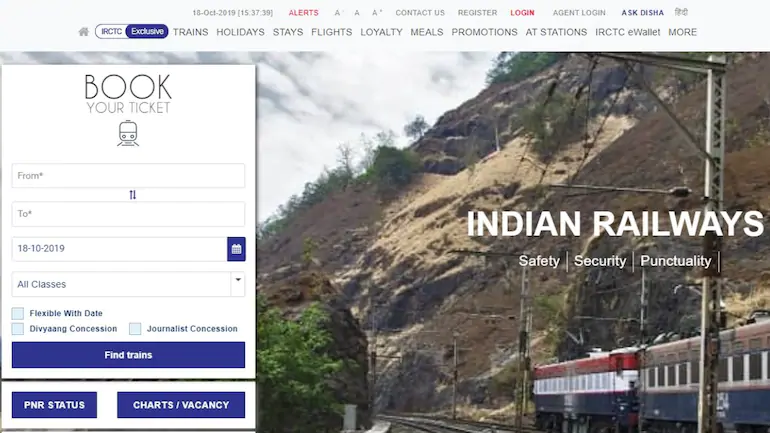 18-Oct-2019 [15:37:39] ALERTS A- A A+ CONTACT US REGISTER LOGIN AGENT LOGIN ASK DISHA हिंदी
IRCTC Exclusive TRAINS HOLIDAYS STAYS FLIGHTS LOYALTY MEALS PROMOTIONS AT STATIONS IRCTC eWallet MORE
BOOK
YOUR TICKET
From*
To*
18-10-2019
All Classes
Flexible With Date
Divyaang Concession Journalist Concession
Find trains
PNR STATUS CHARTS / VACANCY
INDIAN RAILWAYS
Safety | Security | Punctuality |